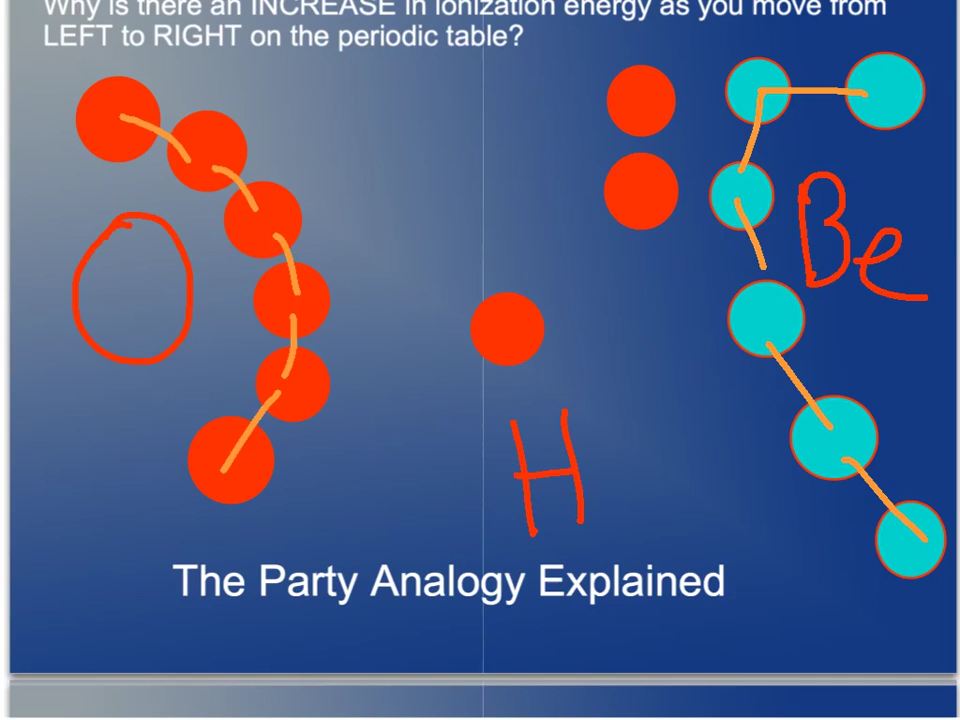 Why is there an INCREASE in ionization energy as you move from
LEFT to RIGHT on the periodic table?
Be
O
H
The Party Analogy Explained